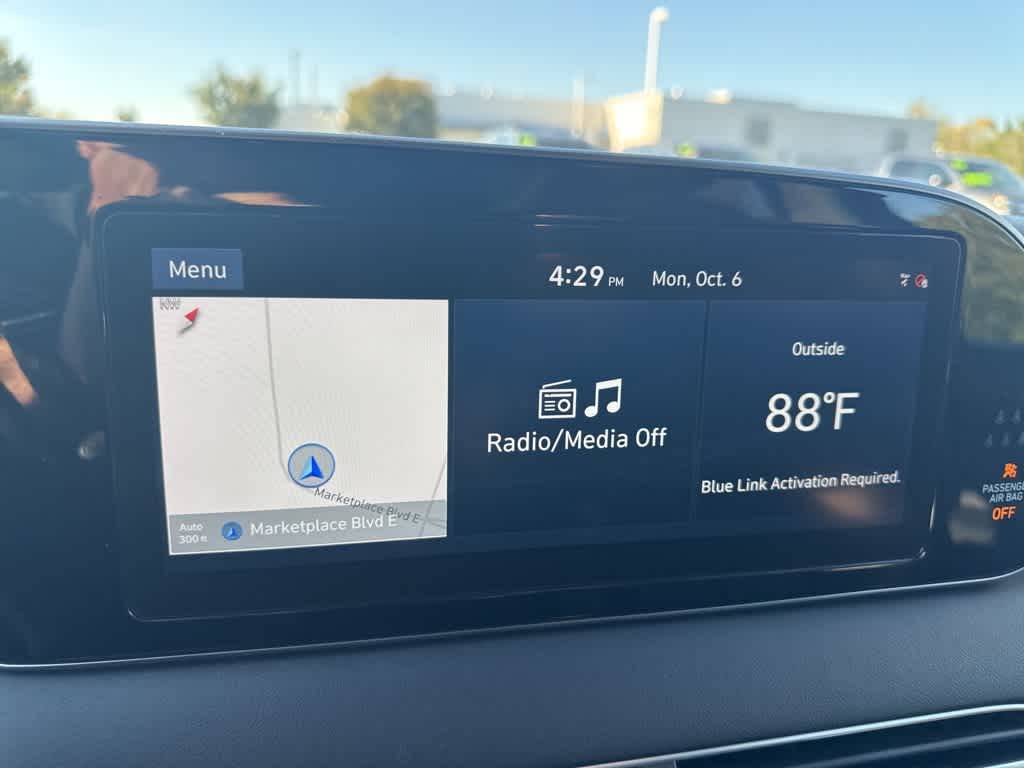 Menu
4:29 PM
Mon, Oct. 6
NW
Outside
88°F
Radio/Media Off
Blue Link Activation Required.
Marketplace Blvd E
Auto
300 ft
Marketplace Blvd E
PASSENGE
AIR BAG
OFF